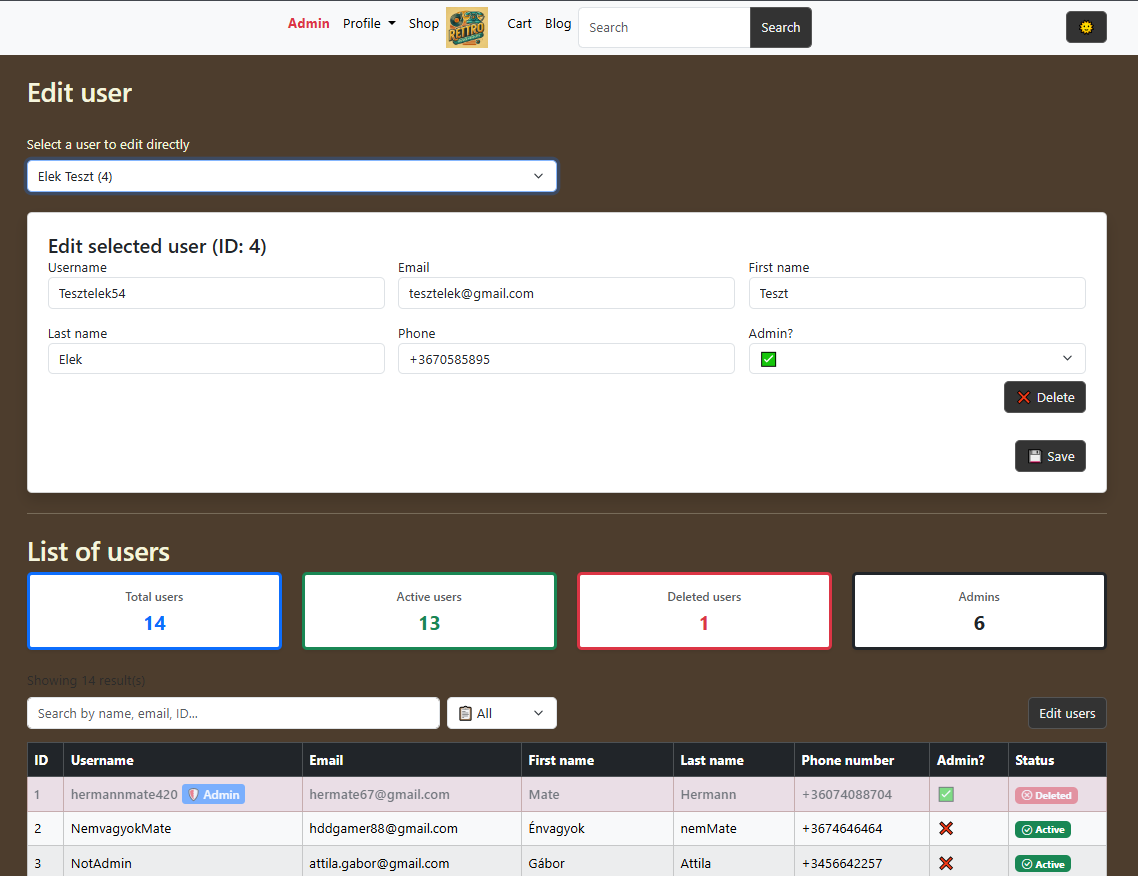 Admin Profile Shop RETTRO Cart Blog Search Search
Edit user
Select a user to edit directly
Elek Teszt (4)
Edit selected user (ID: 4)
Username Email First name
Tesztelek54 tesztelek@gmail.com Teszt
Last name Phone Admin?
Elek +3670585895
Delete
Save
List of users
Total users Active users Deleted users Admins
14 13 1 6
Showing 14 result(s)
Search by name, email, ID... All Edit users
ID Username Email First name Last name Phone number Admin? Status
1 hermannmate420 Admin hermate67@gmail.com Mate Hermann +36074088704 Deleted
2 NemvagyokMate hddgamer88@gmail.com Énvagyok nemMate +3674646464 Active
3 NotAdmin attila.gabor@gmail.com Gábor Attila +3456642257 Active